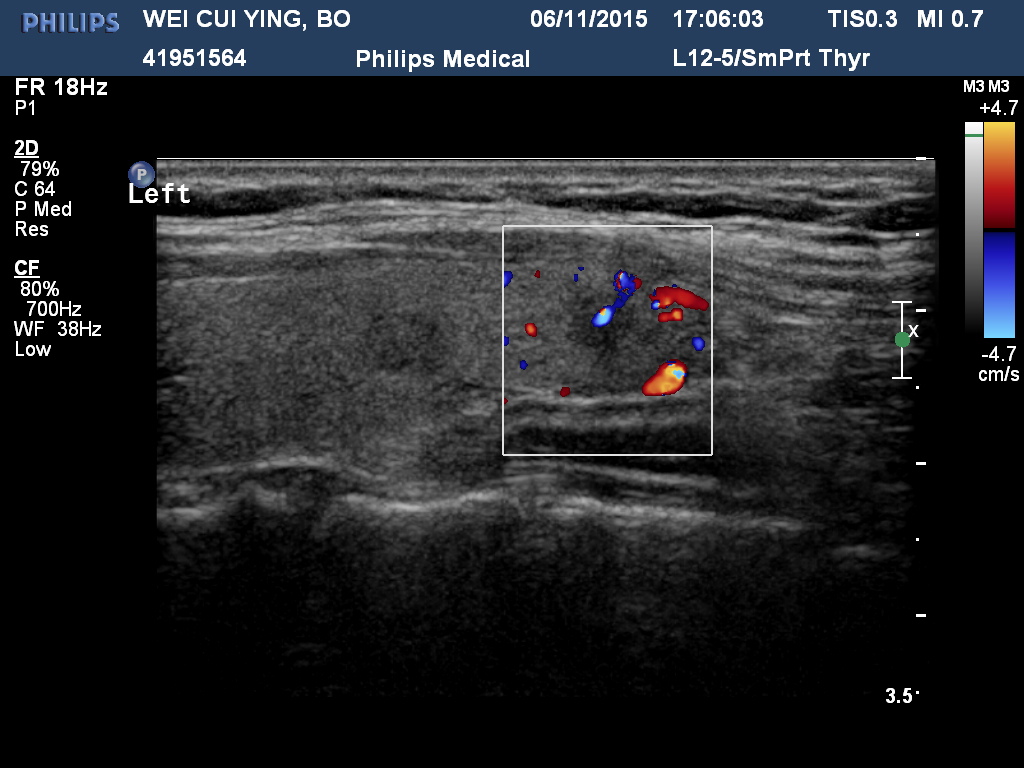 PHILIPS WEI CUI YING, BO 06/11/2015 17:06:03 TIS0.3 MI 0.7
41951564 Philips Medical L12-5/SmPrt Thyr
FR 18Hz
P1
2D
79%
C 64
P Med
Res
CF
80%
700Hz
WF 38Hz
Low
P
Left
M3 M3
+4.7
x
-4.7
cm/s
3.5